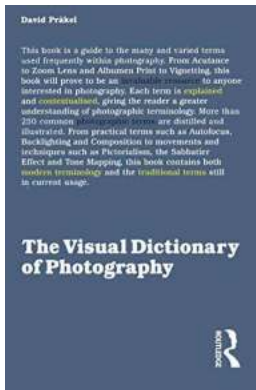 David Präkel
This book is a guide to the many and varied terms
used frequently within photography. From Acutance
to Zoom Lens and Albumen Print to Vignetting, this
book will prove to be an invaluable resource to anyone
interested in photography. Each term is explained
and contextualised, giving the reader a greater
understanding of photographic terminology. More than
250 common photographic terms are distilled and
illustrated. From practical terms such as Autofocus,
Backlighting and Composition to movements and
techniques such as Pictorialism, the Sabbatier
Effect and Tone Mapping, this book contains both
modern terminology and the traditional terms still
in current usage.
The Visual Dictionary
of Photography
ROUTLEDGE